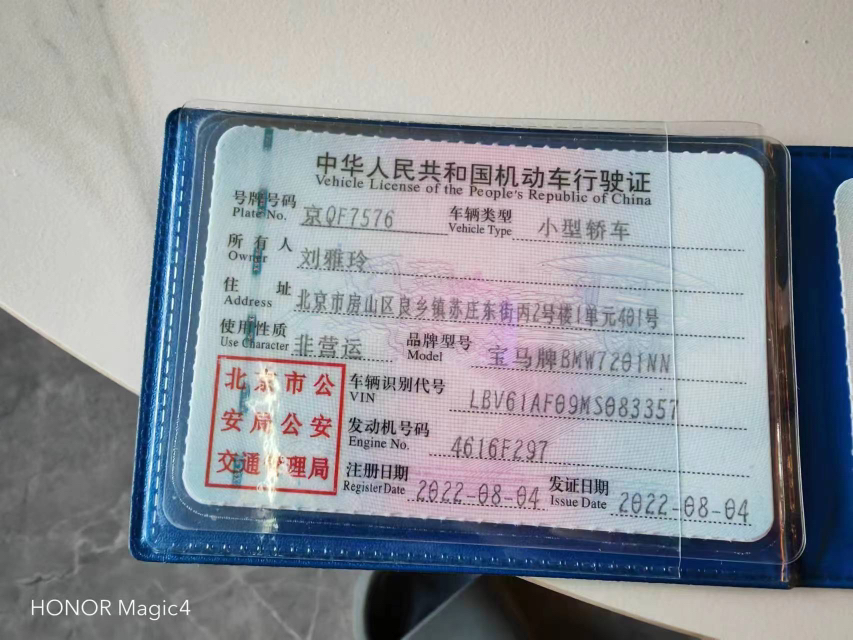 中华人民共和国机动车行驶证
Vehicle License of the People's Republic of China
号牌号码 京QF7576 车辆类型 小型轿车
Plate No. Vehicle Type
所有人 刘雅玲
Owner
住址 北京市房山区良乡镇苏庄东街丙2号楼1单元401号
Address
使用性质 非营运 品牌型号 宝马牌BMW7201NN
Use Character Model
北京市公
安局公安
交通管理局
车辆识别代号 LBV61AF09MS083357
VIN
发动机号码 4616F297
Engine No.
注册日期 2022-08-04 发证日期 2022-08-04
Register Date Issue Date
HONOR Magic4